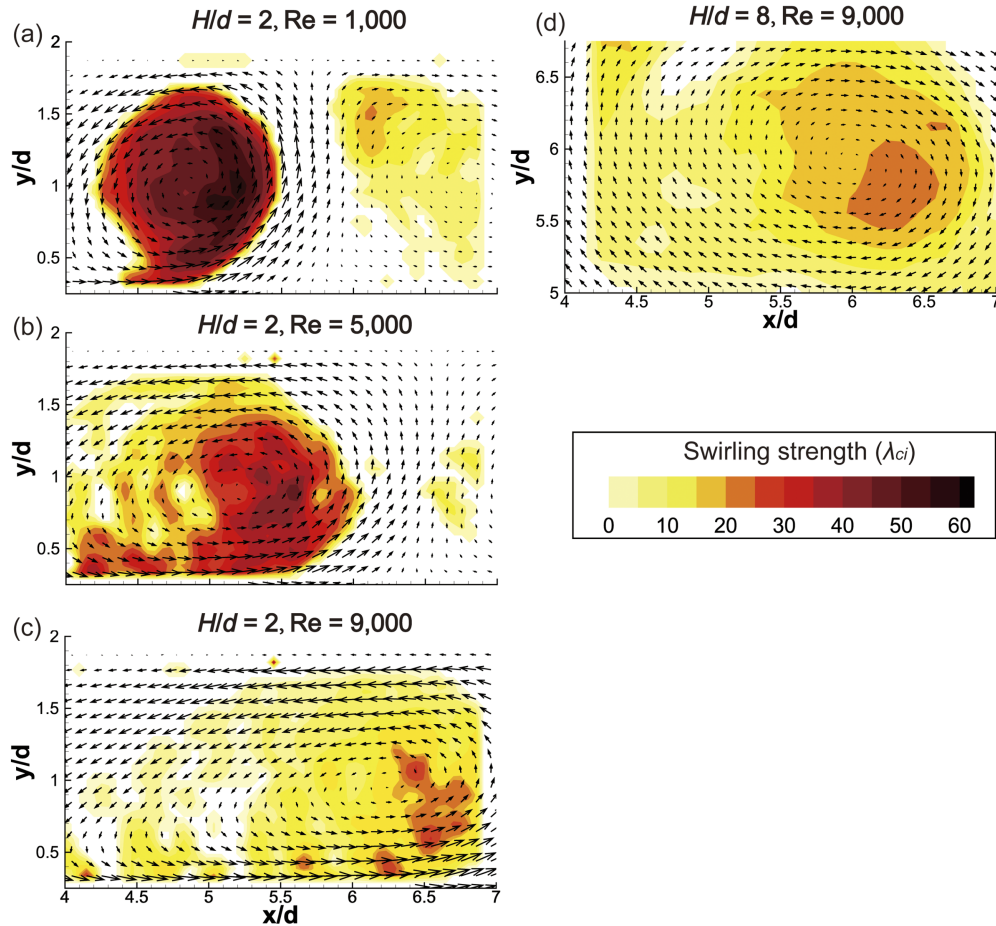 (a)
H/d = 2, Re = 1,000
2
1.5
1
0.5
y/d
(b)
H/d = 2, Re = 5,000
2
1.5
1
0.5
y/d
(c)
H/d = 2, Re = 9,000
2
1.5
1
0.5
y/d
4 4.5 5 5.5 6 6.5 7
x/d
(d)
H/d = 8, Re = 9,000
6.5
6
5.5
5
y/d
4 4.5 5 5.5 6 6.5 7
x/d
Swirling strength (λci)
0 10 20 30 40 50 60